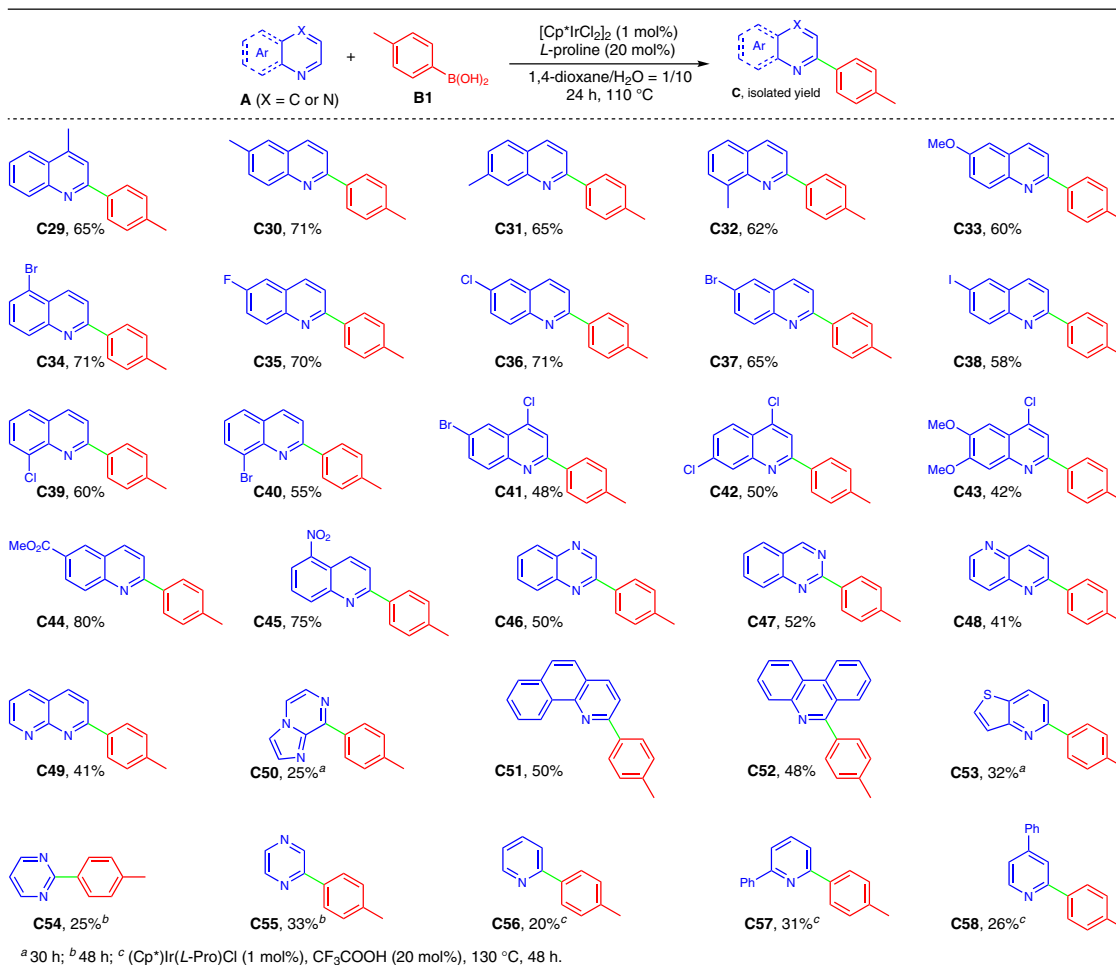 [Cp*IrCl2]2 (1 mol%)
L-proline (20 mol%)
1,4-dioxane/H2O = 1/10
24 h, 110 °C
Ar X N
+
B(OH)2
Ar X N
A (X = C or N)
B1
C, isolated yield
N
N
N
N
MeO N
C29, 65%
C30, 71%
C31, 65%
C32, 62%
C33, 60%
Br N
F N
Cl N
Br N
I N
C34, 71%
C35, 70%
C36, 71%
C37, 65%
C38, 58%
N Cl
N Br
Br Cl N
Cl Cl N
MeO MeO Cl N
C39, 60%
C40, 55%
C41, 48%
C42, 50%
C43, 42%
MeO2C N
NO2 N
N N
N N
N N
C44, 80%
C45, 75%
C46, 50%
C47, 52%
C48, 41%
N N
N N N
N
N
S N
C49, 41%
C50, 25%a
C51, 50%
C52, 48%
C53, 32%a
N N
N N
N
Ph N
Ph N
C54, 25%b
C55, 33%b
C56, 20%c
C57, 31%c
C58, 26%c
a 30 h; b 48 h; c (Cp*)Ir(L-Pro)Cl (1 mol%), CF3COOH (20 mol%), 130 °C, 48 h.